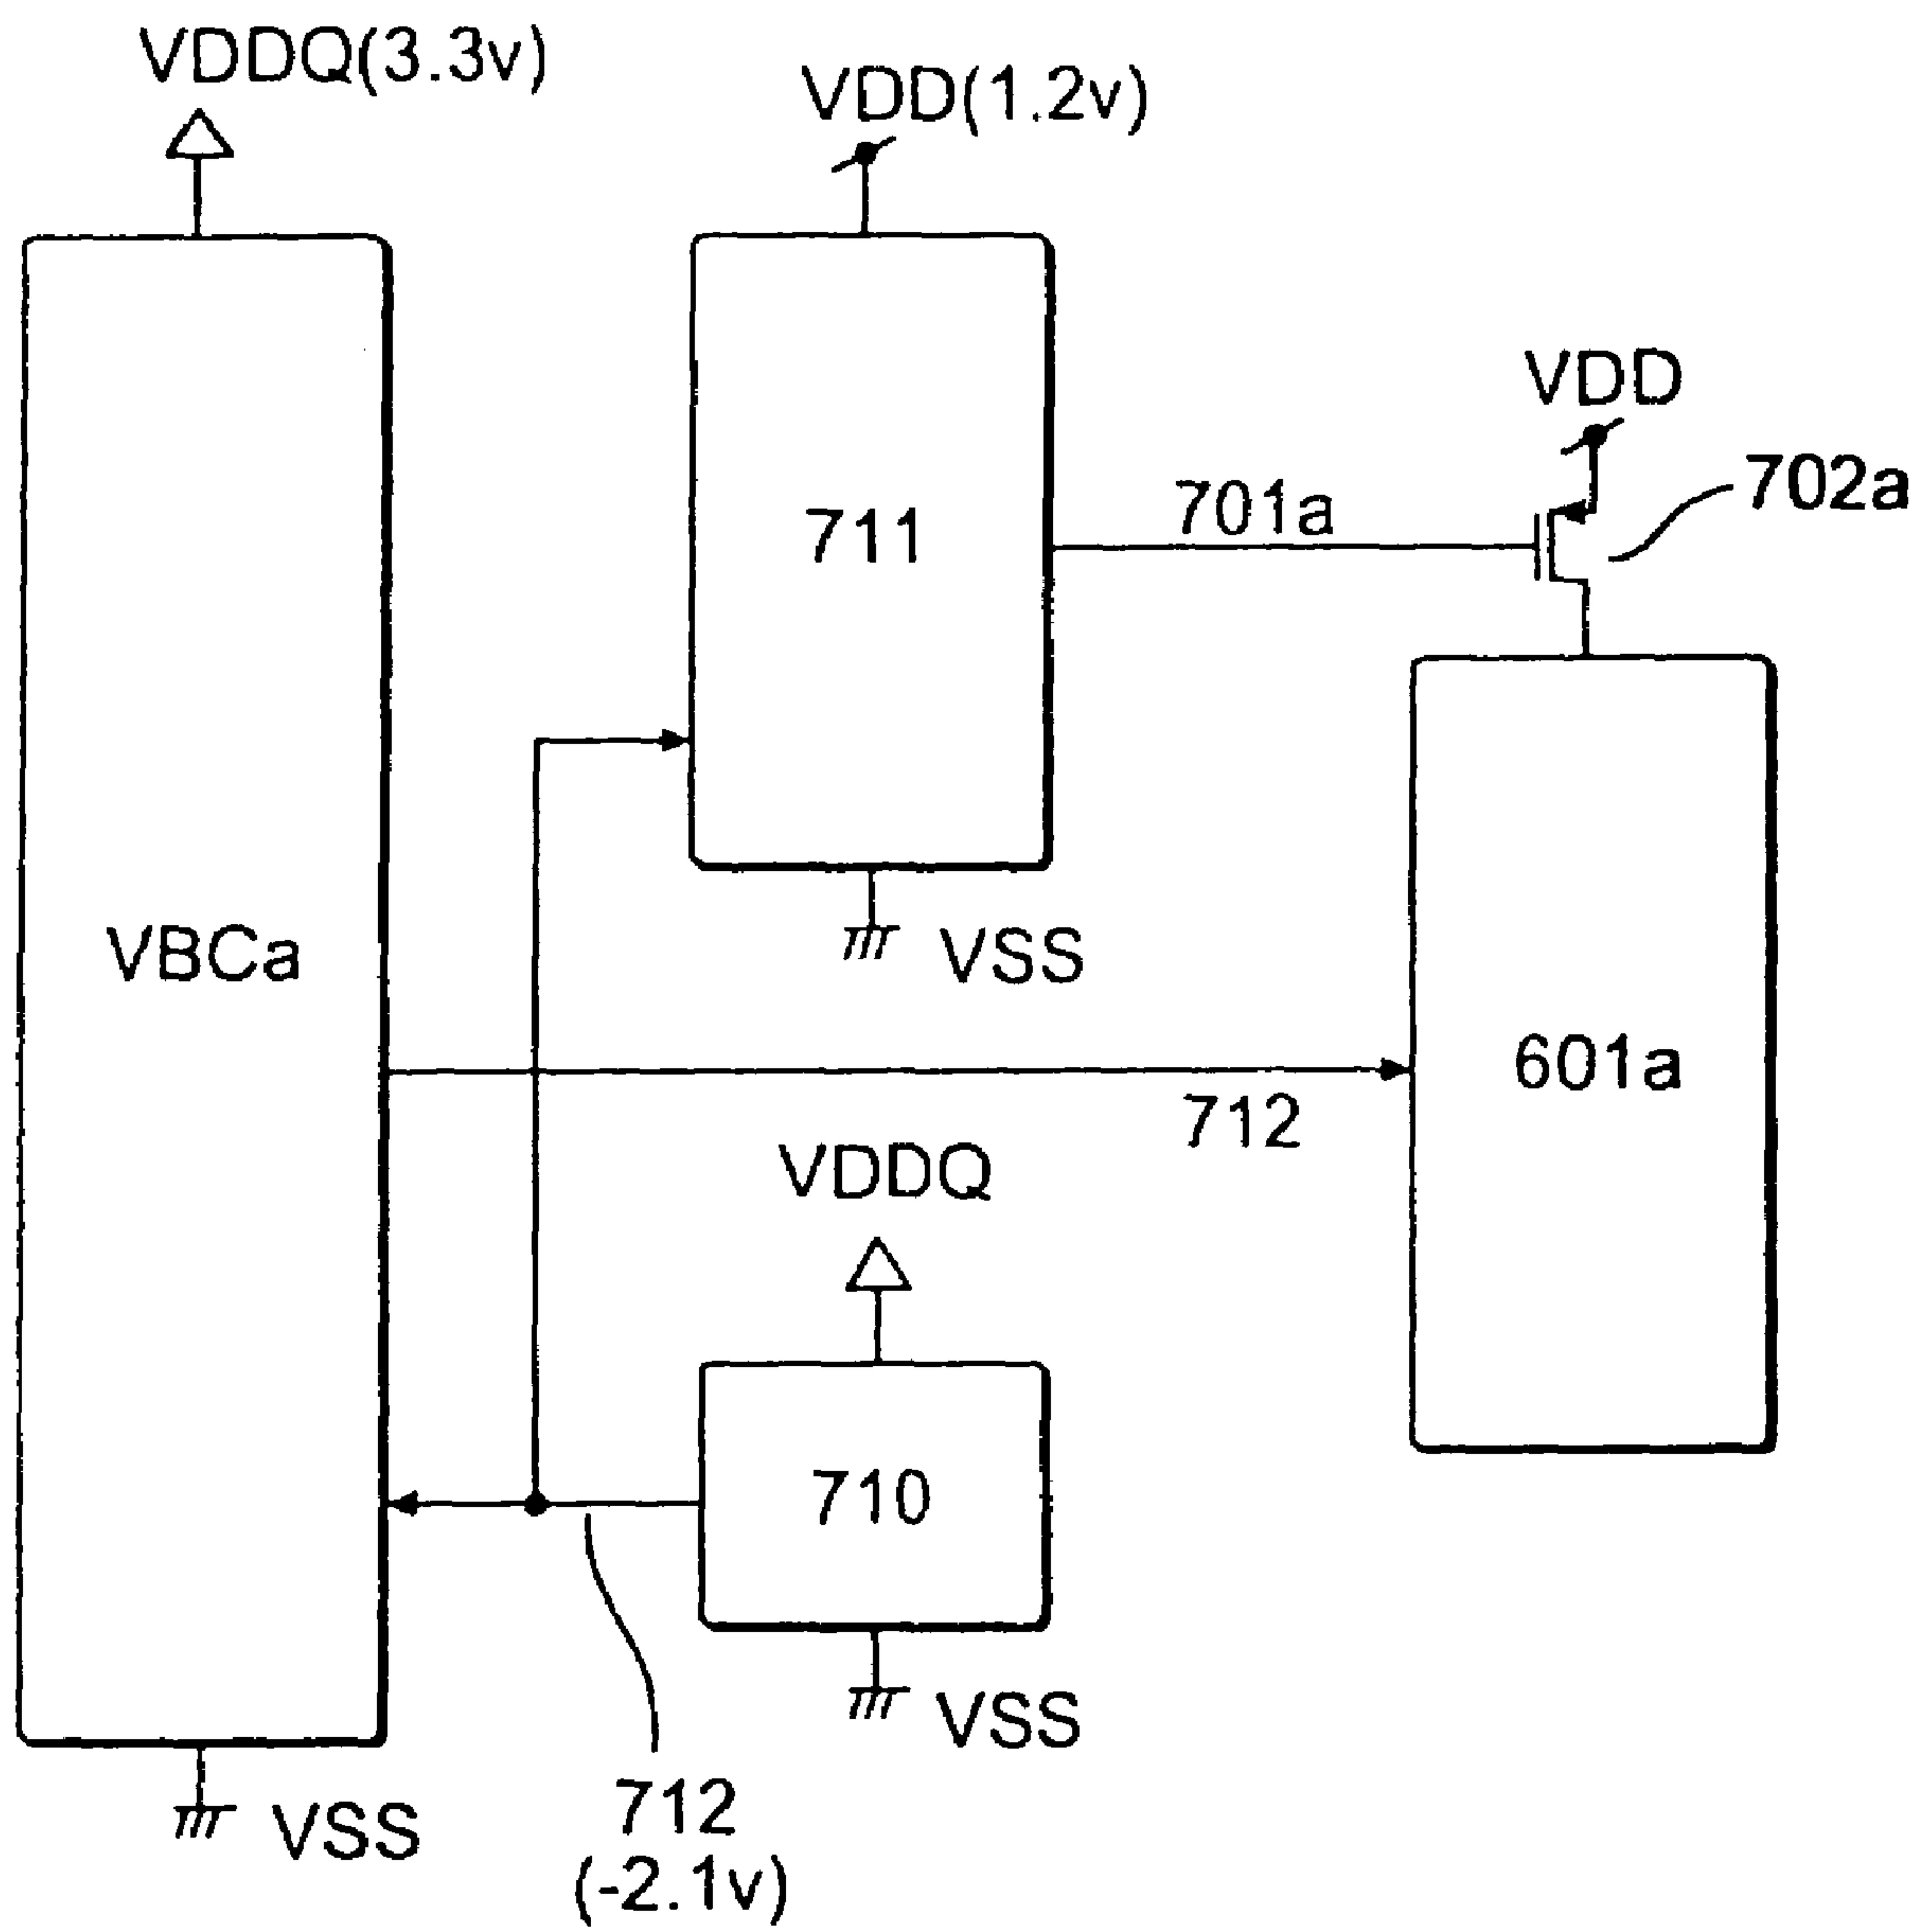 VDDQ(3.3v)
VDD(1.2v)
VDD
702a
701a
711
VSS
VBCa
601a
712
VDDQ
710
VSS
712
(-2.1v)
VSS